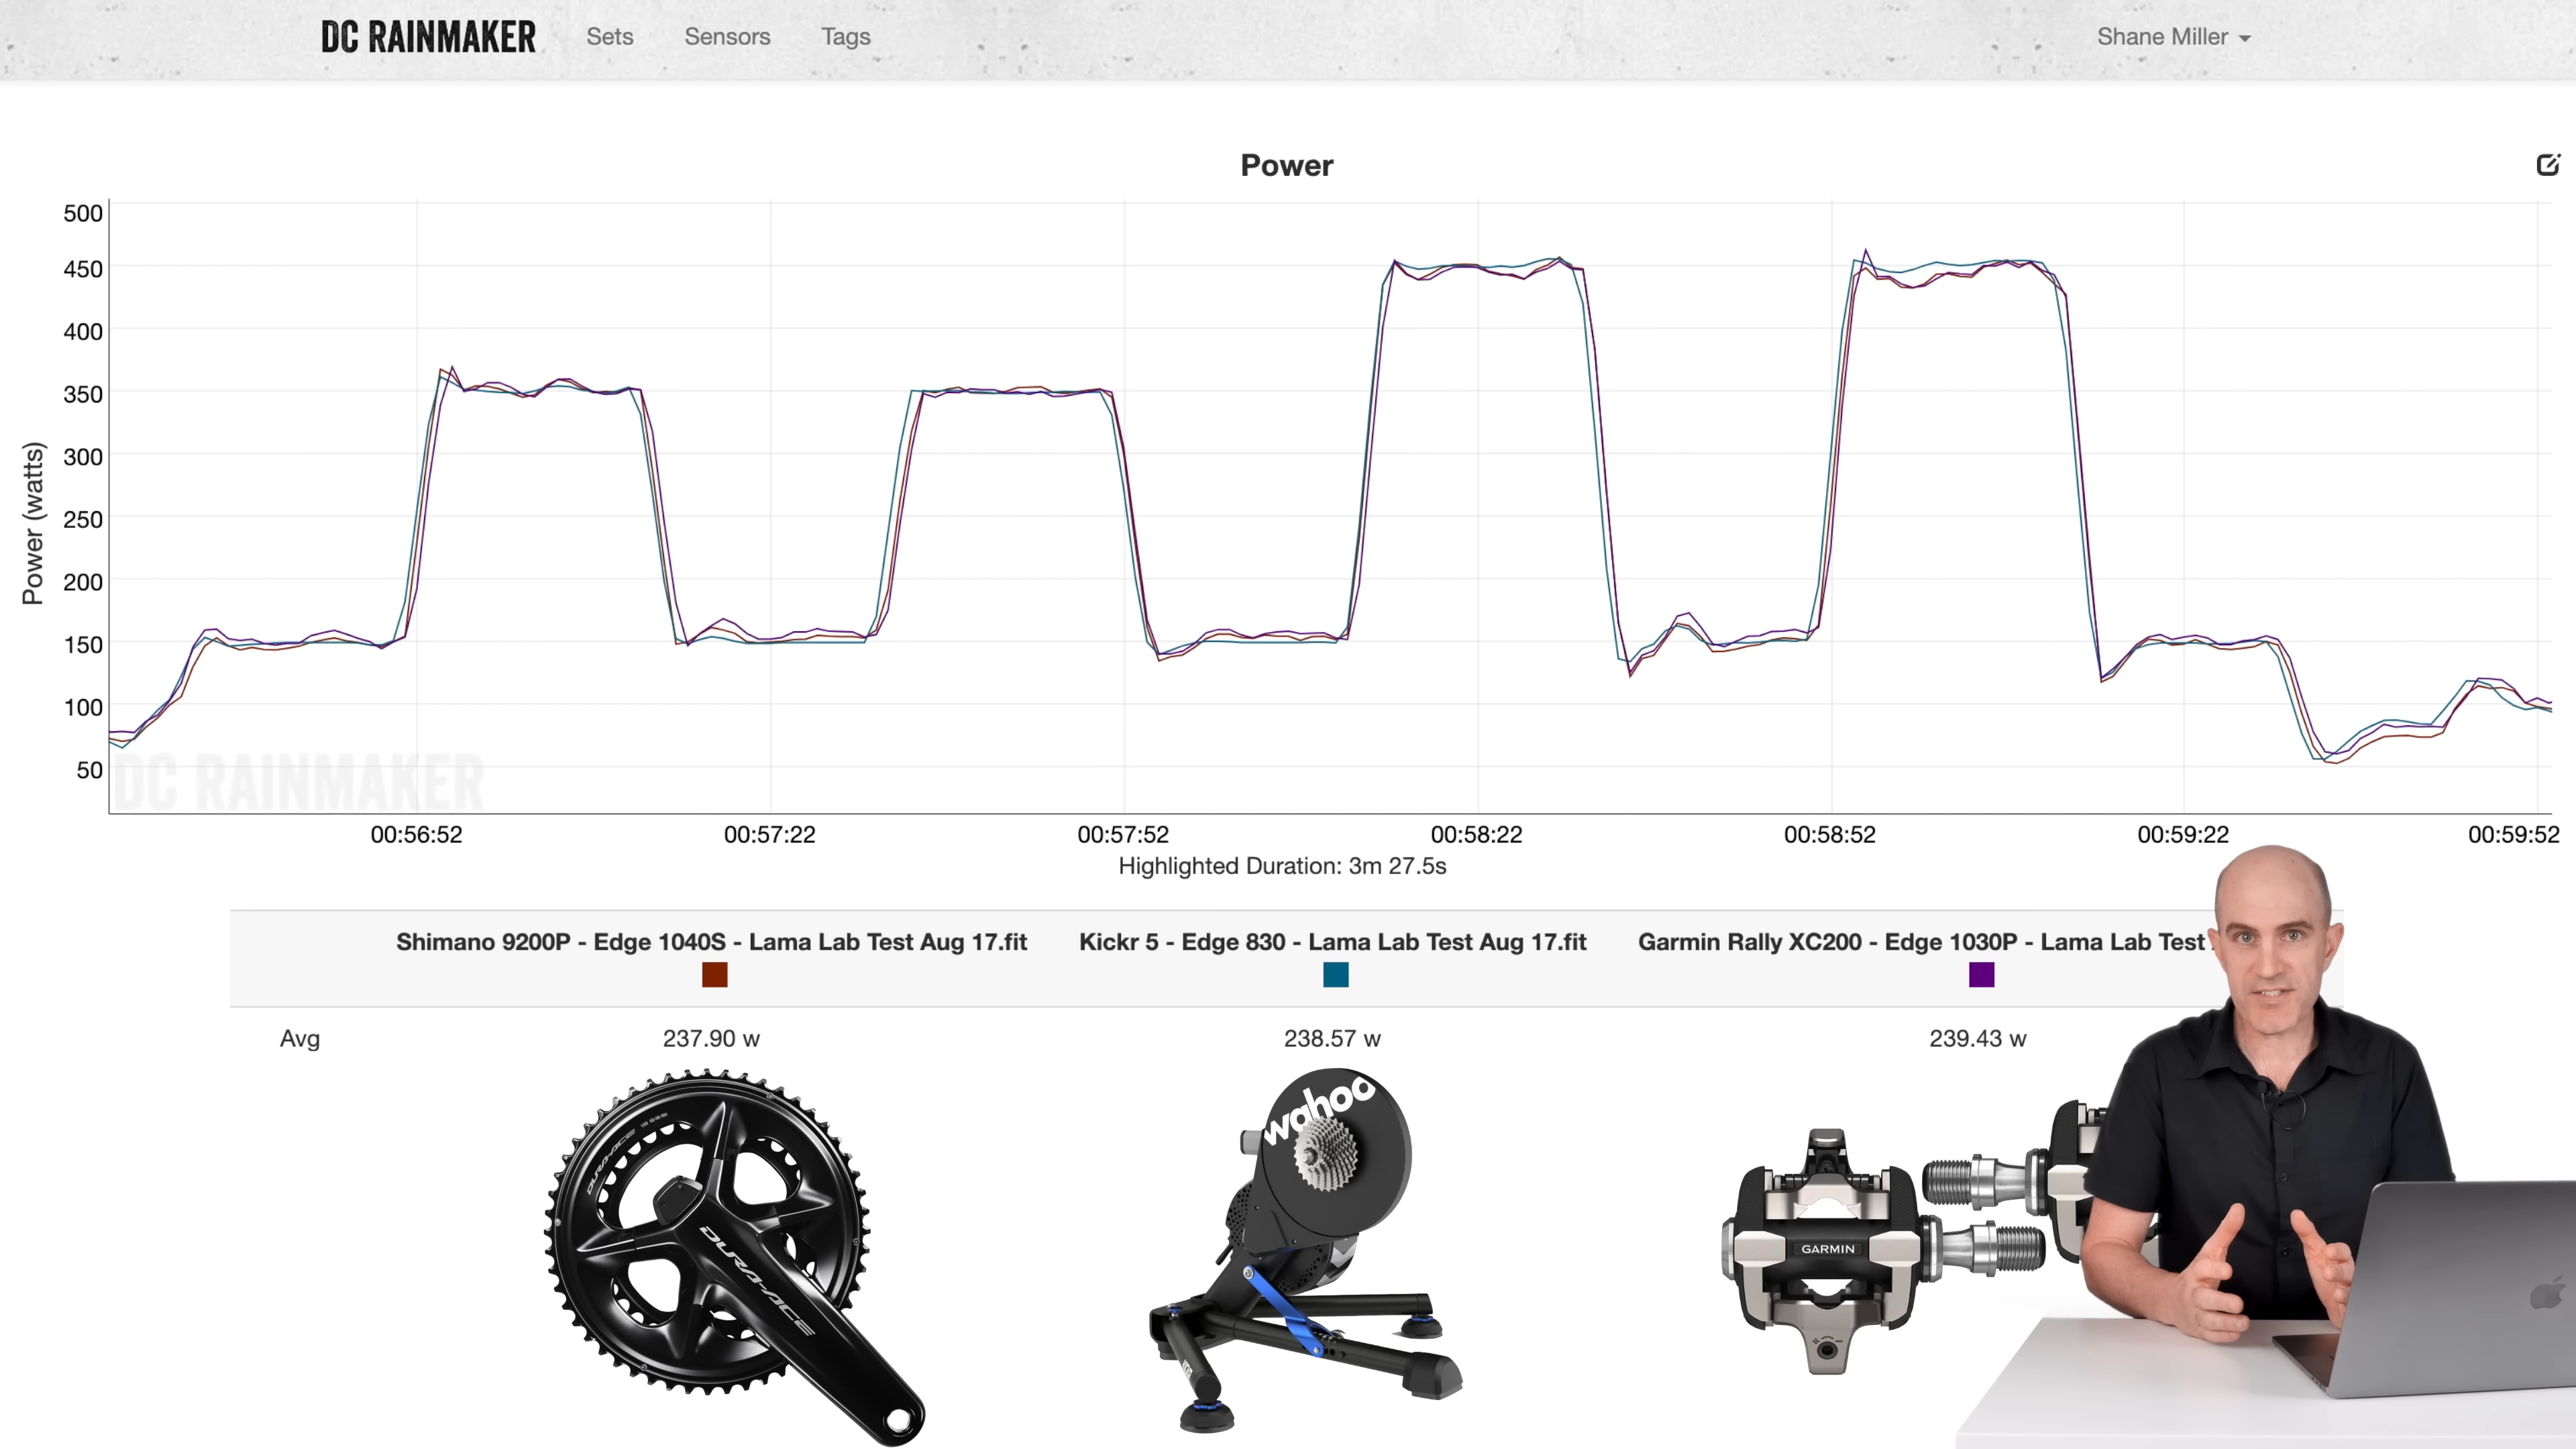 DC RAINMAKER Sets Sensors Tags Shane Miller
Power
500
450
400
350
300
250
200
150
100
50
Power (watts)
DC RAINMAKER
00:56:52 00:57:22 00:57:52 00:58:22 00:58:52 00:59:22 00:59:52
Highlighted Duration: 3m 27.5s
Shimano 9200P - Edge 1040S - Lama Lab Test Aug 17.fit Kickr 5 - Edge 830 - Lama Lab Test Aug 17.fit Garmin Rally XC200 - Edge 1030P - Lama Lab Test
Avg 237.90 w 238.57 w 239.43 w
wahoo
DURA-ACE
DURA-ACE
GARMIN